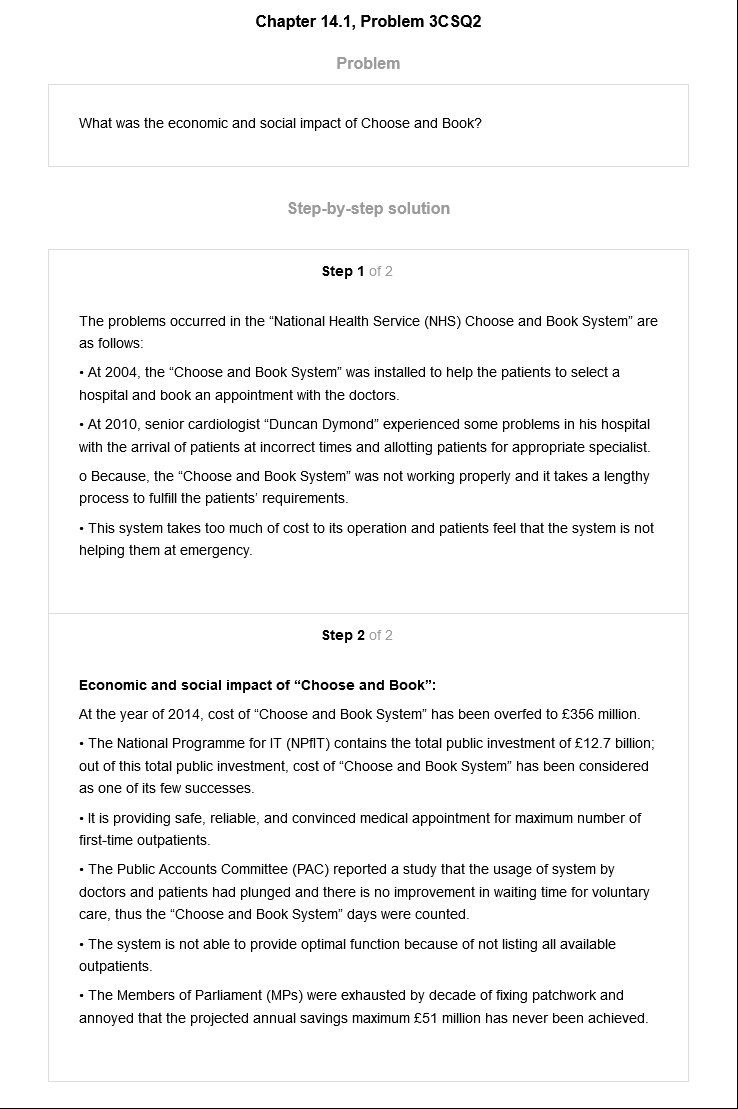 Chapter 14.1, Problem 3CSQ2
Problem
What was the economic and social impact of Choose and Book?
Step-by-step solution
Step 1 of 2
The problems occurred in the “National Health Service (NHS) Choose and Book System” are
as follows:
• At 2004, the “Choose and Book System” was installed to help the patients to select a
hospital and book an appointment with the doctors.
• At 2010, senior cardiologist “Duncan Dymond” experienced some problems in his hospital
with the arrival of patients at incorrect times and allotting patients for appropriate specialist.
o Because, the “Choose and Book System” was not working properly and it takes a lengthy
process to fulfill the patients’ requirements.
• This system takes too much of cost to its operation and patients feel that the system is not
helping them at emergency.
Step 2 of 2
Economic and social impact of “Choose and Book”:
At the year of 2014, cost of “Choose and Book System” has been overfed to £356 million.
• The National Programme for IT (NPfIT) contains the total public investment of £12.7 billion;
out of this total public investment, cost of “Choose and Book System” has been considered
as one of its few successes.
• It is providing safe, reliable, and convinced medical appointment for maximum number of
first-time outpatients.
• The Public Accounts Committee (PAC) reported a study that the usage of system by
doctors and patients had plunged and there is no improvement in waiting time for voluntary
care, thus the “Choose and Book System” days were counted.
• The system is not able to provide optimal function because of not listing all available
outpatients.
• The Members of Parliament (MPs) were exhausted by decade of fixing patchwork and
annoyed that the projected annual savings maximum £51 million has never been achieved.